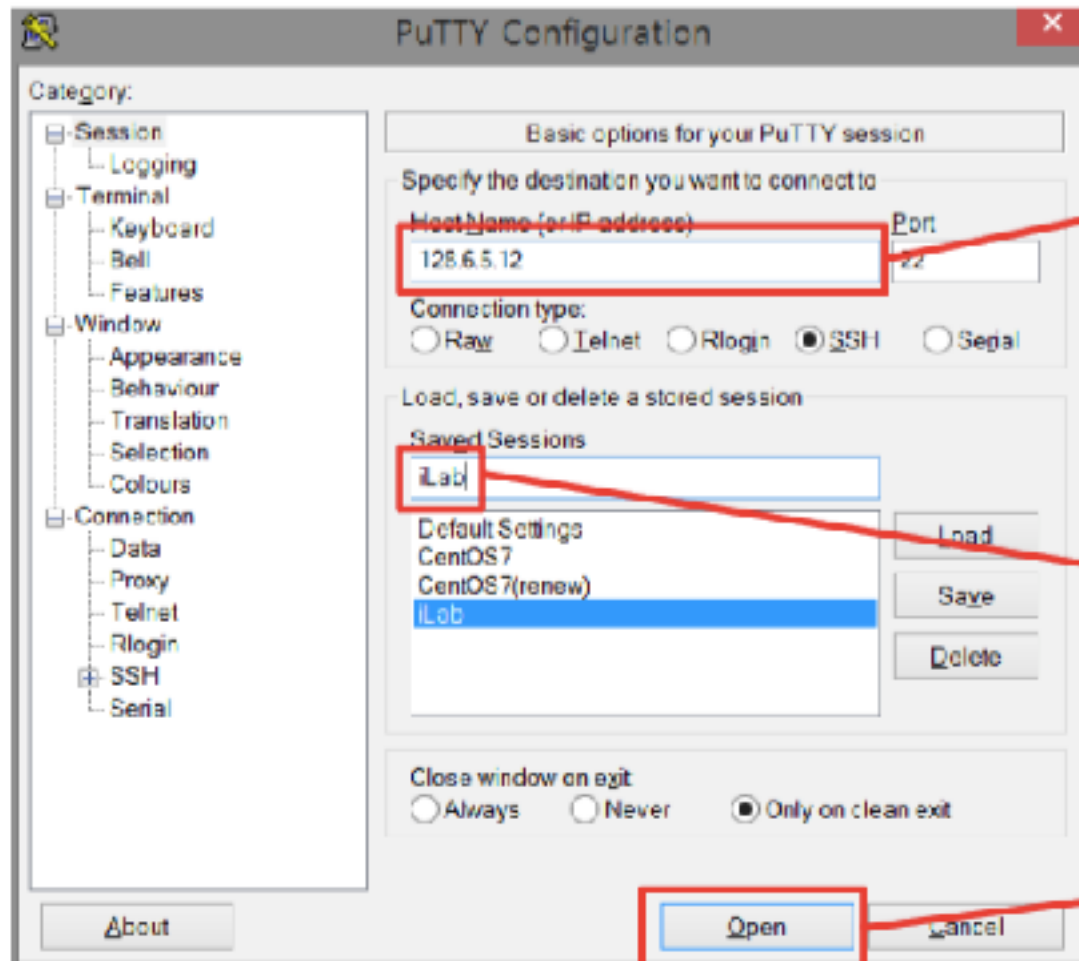 PuTTY Configuration
Category:
Session
Logging
Terminal
Keyboard
Bell
Features
Window
Appearance
Behaviour
Translation
Selection
Colours
Connection
Data
Proxy
Telnet
Rlogin
SSH
Serial
Basic options for your PuTTY session
Specify the destination you want to connect to
Host Name (or IP address) Port
128.6.5.12 22
Connection type:
Raw Telnet Rlogin SSH Serial
Load, save or delete a stored session
Saved Sessions
iLab
Default Settings
CentOS7
CentOS7(renew)
iLab
Load
Save
Delete
Close window on exit
Always Never Only on clean exit
About Open Cancel